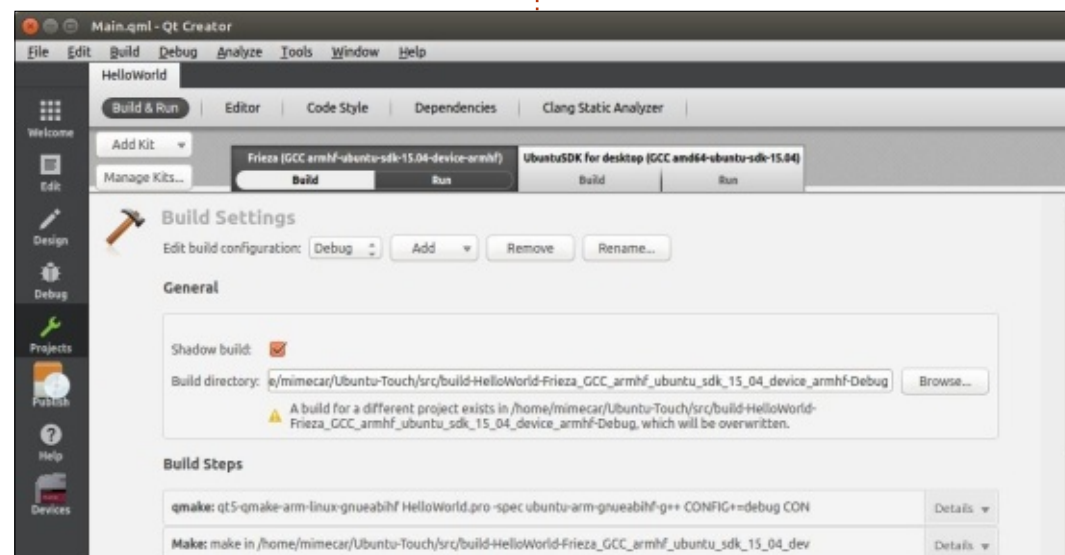 Main.qml - Qt Creator
File Edit Build Debug Analyze Tools Window Help
HelloWorld
Build & Run Editor Code Style Dependencies Clang Static Analyzer
Welcome
Add Kit
Manage Kits...
Frieza (GCC armhf-ubuntu-sdk-15.04-device-armhf)
Build Run
UbuntuSDK for desktop (GCC amd64-ubuntu-sdk-15.04)
Build Run
Edit
Design
Debug
Projects
Publish
Help
Devices
Build Settings
Edit build configuration: Debug Add Remove Rename...
General
Shadow build:
Build directory: e/mimecar/Ubuntu-Touch/src/build-HelloWorld-Frieza_GCC_armhf_ubuntu_sdk_15_04_device_armhf-Debug Browse...
A build for a different project exists in /home/mimecar/Ubuntu-Touch/src/build-HelloWorld-
Frieza_GCC_armhf_ubuntu_sdk_15_04_device_armhf-Debug, which will be overwritten.
Build Steps
qmake: qt5-qmake-arm-linux-gnueabihf HelloWorld.pro -spec ubuntu-arm-gnueabihf-g++ CONFIG+=debug CON Details
Make: make in /home/mimecar/Ubuntu-Touch/src/build-HelloWorld-Frieza_GCC_armhf_ubuntu_sdk_15_04_dev Details